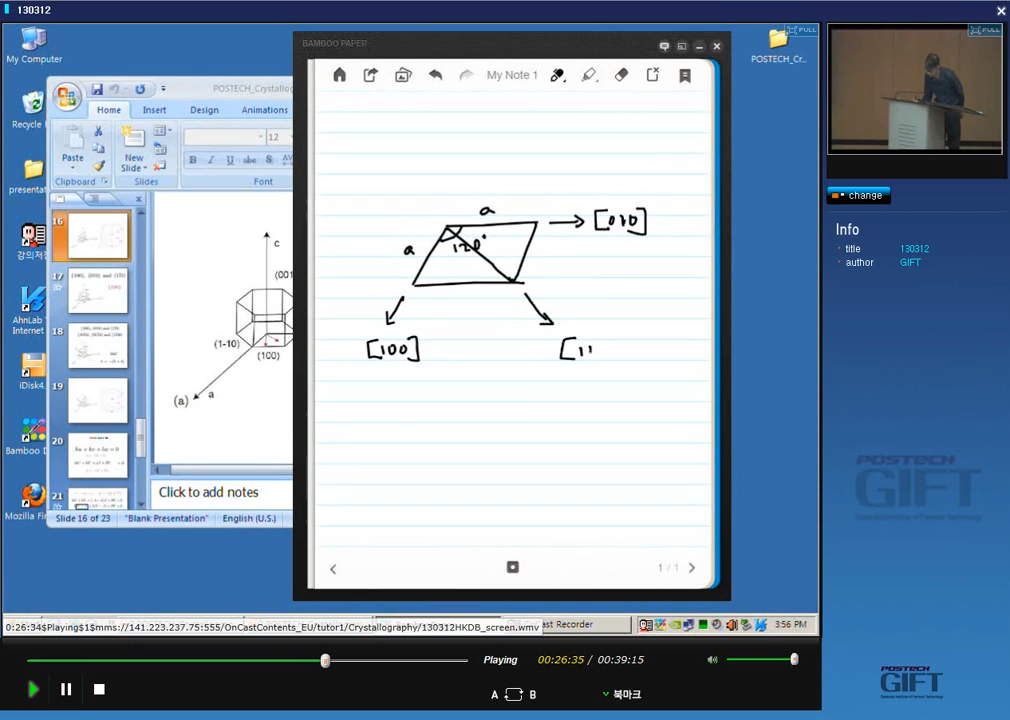 130312
My Computer
BAMBOO PAPER
FULL
POSTECH_Cr...
FULL
My Note 1
POSTECH_Crystallog
Home Insert Design Animations
12
Paste
New
Slide
B I U abc S
Clipboard Slides Font
Recycle
presentat
강의저
AhnLab
Internet
iDisk4.
Bamboo D
Mozilla Fir
16
17
18
19
20
21
c
(001
(1-10)
(100)
(a)
a
a
a
120°
[010]
[100]
[11
Click to add notes
Slide 16 of 23 "Blank Presentation" English (U.S.)
1 / 1
change
Info
title 130312
author GIFT
POSTECH
GIFT
0:26:34$Playing$1$mms://141.223.237.75:555/OnCastContents_EU/tutor1/Crystallography/130312HKDB_screen.wmv
ast Recorder
3:56 PM
Playing 00:26:35 / 00:39:15
A B 북마크
POSTECH
GIFT